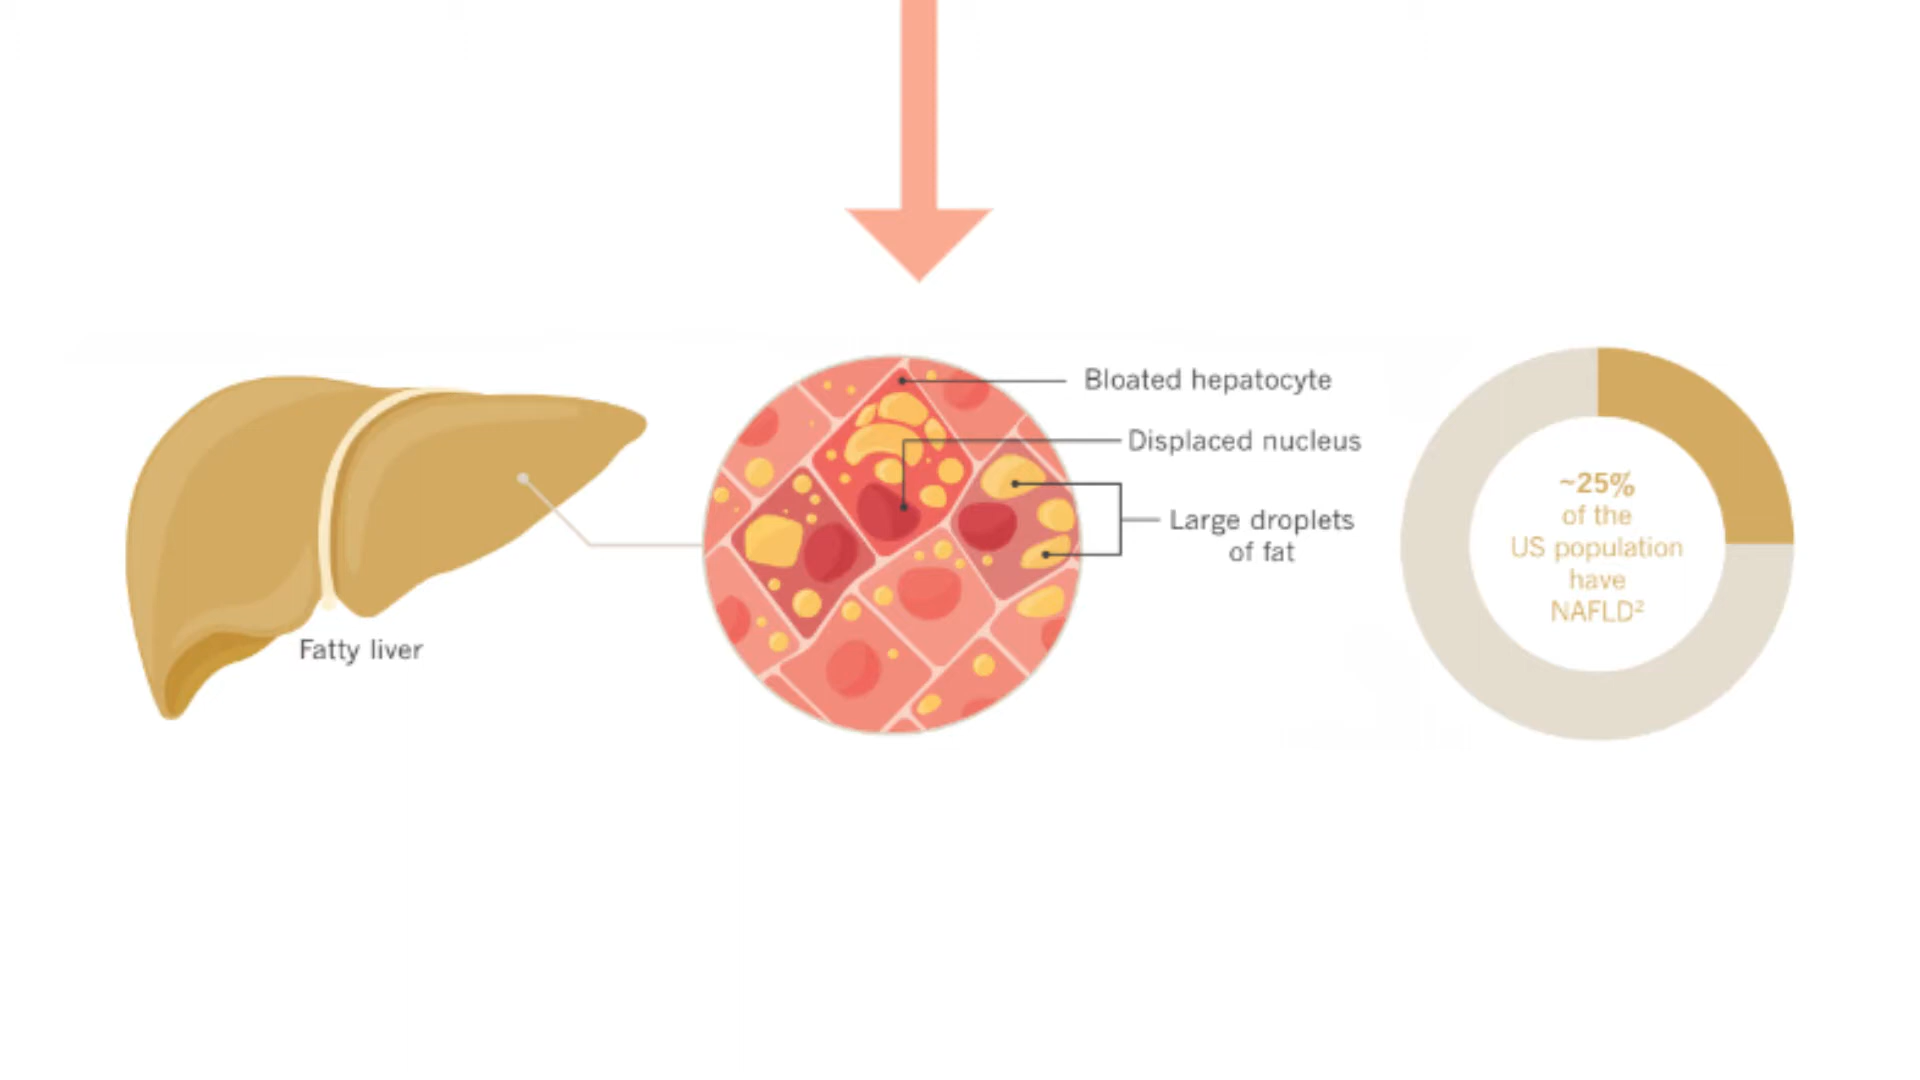 Bloated hepatocyte
Displaced nucleus
Large droplets
of fat
Fatty liver
~25%
of the
US population
have
NAFLD²